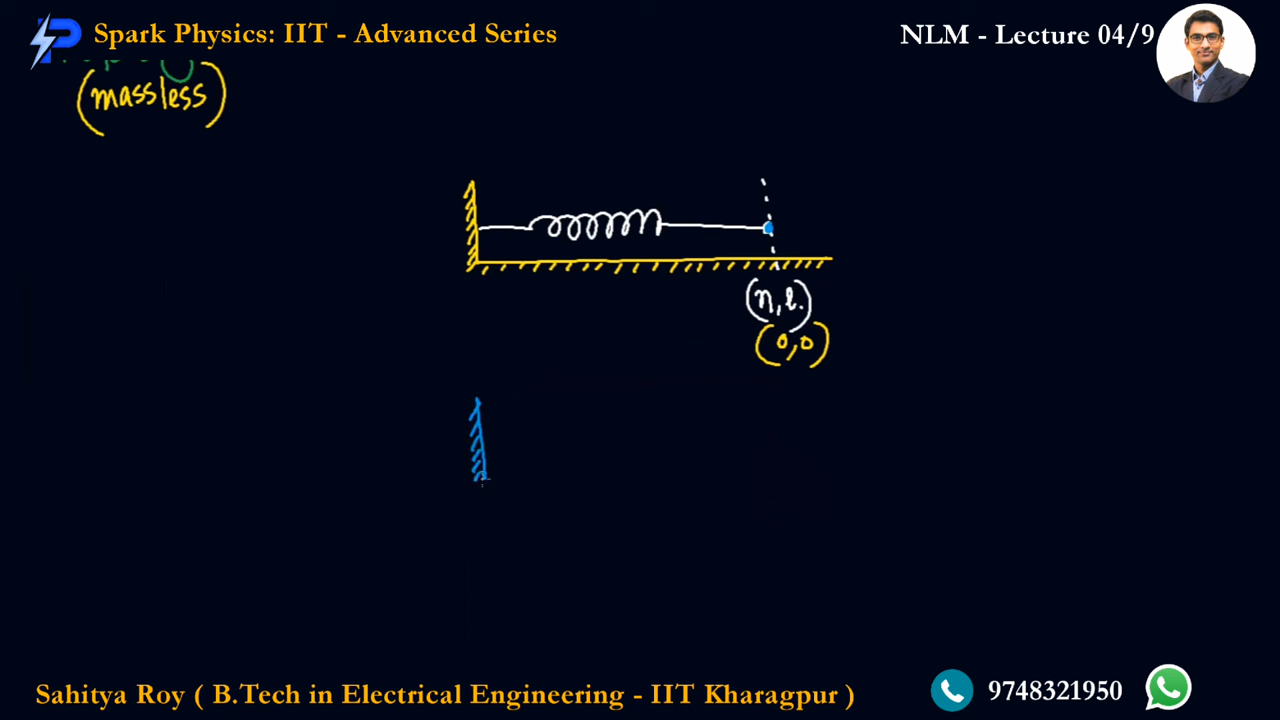 Spark Physics: IIT - Advanced Series
NLM - Lecture 04/9
(massless)
(n,l.)
(0,0)
Sahitya Roy ( B.Tech in Electrical Engineering - IIT Kharagpur )
9748321950